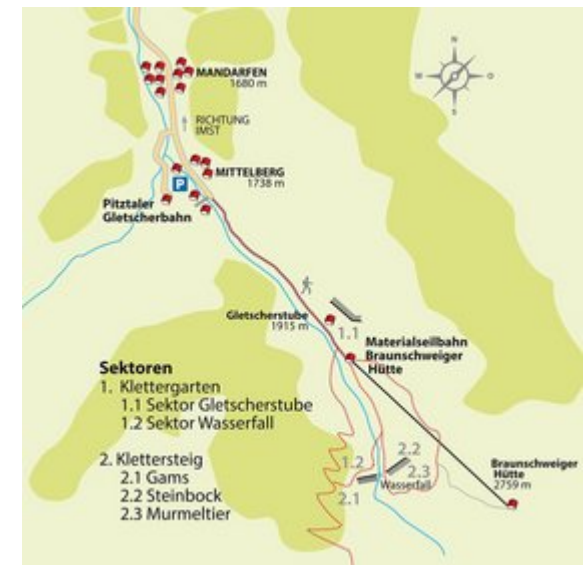 MANDARFEN
1680 m
N
W
O
S
RICHTUNG
IMST
MITTELBERG
1738 m
P
Pitztaler
Gletscherbahn
Gletscherstube
1915 m
1.1
Materialseilbahn
Braunschweiger
Hütte
Sektoren
1. Klettergarten
1.1 Sektor Gletscherstube
1.2 Sektor Wasserfall
2. Klettersteig
2.1 Gams
2.2 Steinbock
2.3 Murmeltier
2.2
1.2
2.3
Wasserfall
2.1
Braunschweiger
Hütte
2759 m